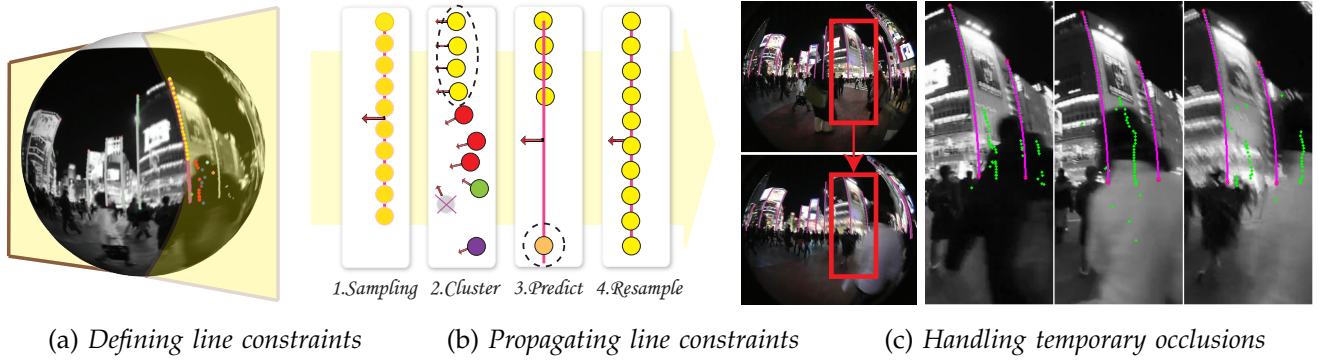 1.Sampling 2.Cluster 3.Predict 4.Resample
(a) Defining line constraints (b) Propagating line constraints (c) Handling temporary occlusions